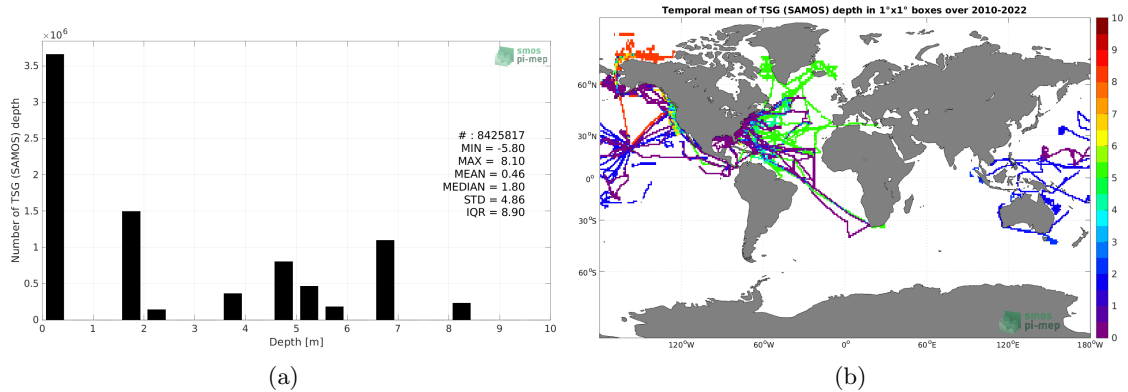 ×10⁶
3.5
3
2.5
2
1.5
1
0.5
0
0 1 2 3 4 5 6 7 8 9 10
Number of TSG (SAMOS) depth
Depth [m]
smos
pi-mep
# : 8425817
MIN = -5.80
MAX = 8.10
MEAN = 0.46
MEDIAN = 1.80
STD = 4.86
IQR = 8.90
(a)
Temporal mean of TSG (SAMOS) depth in 1°x1° boxes over 2010-2022
60°N
30°N
0°
30°S
60°S
120°W 60°W 0° 60°E 120°E 180°W
smos
pi-mep
10
9
8
7
6
5
4
3
2
1
0
(b)